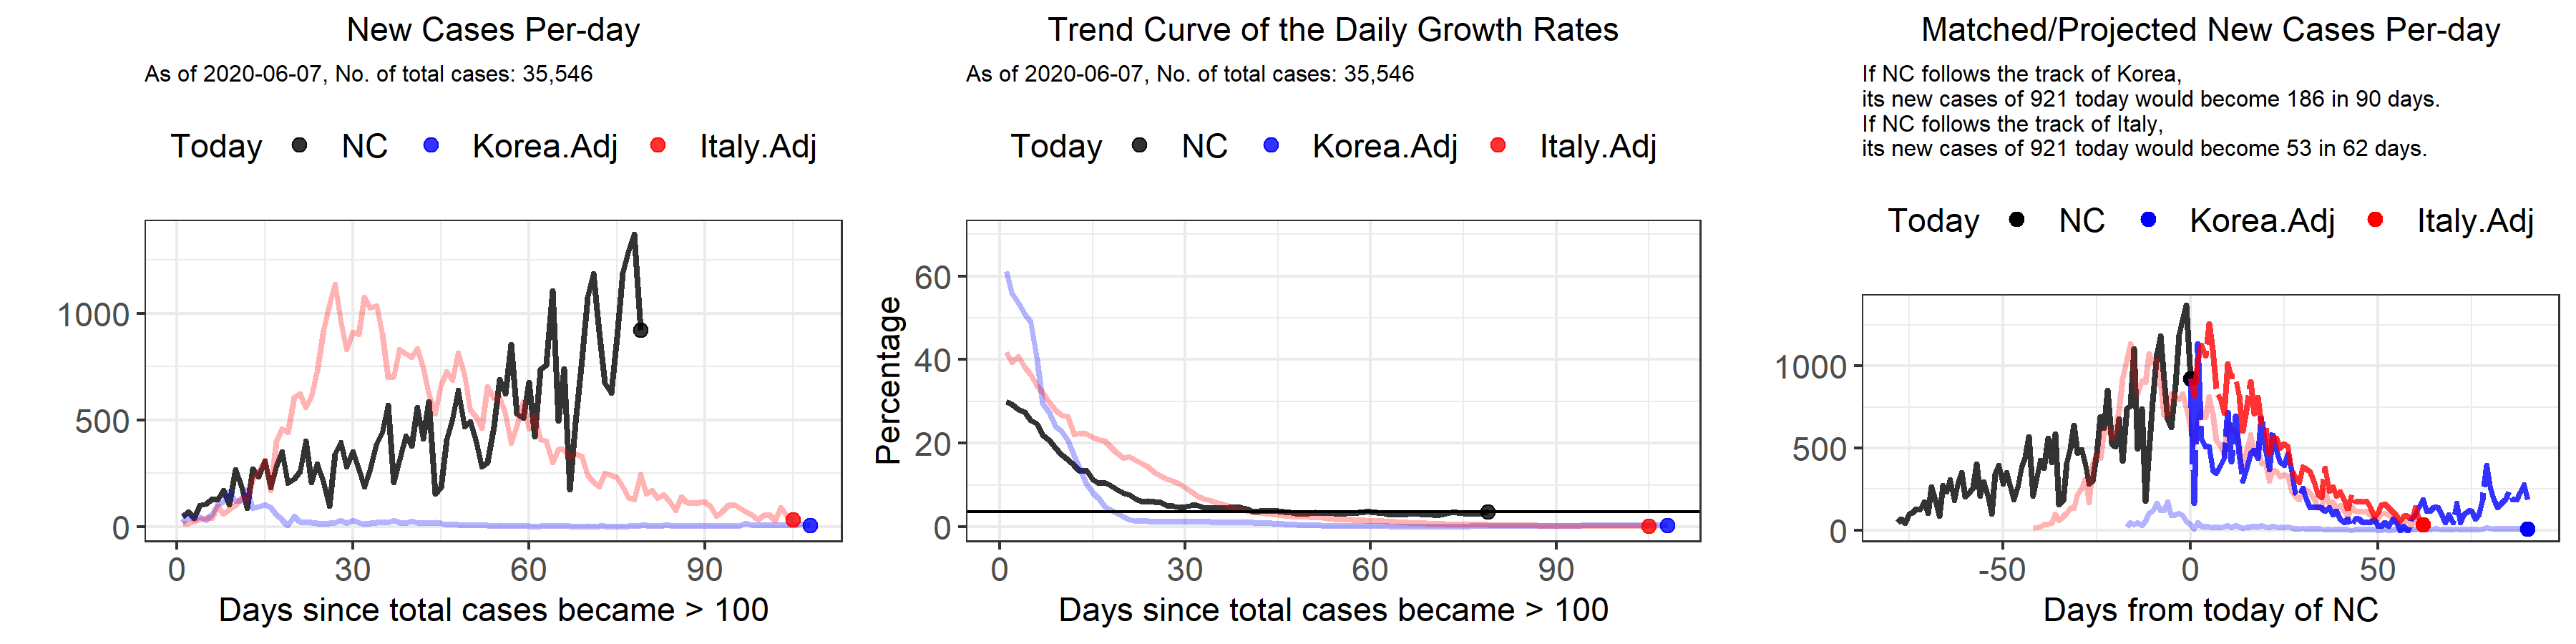 New Cases Per-day
As of 2020-06-07, No. of total cases: 35,546
Today NC Korea.Adj Italy.Adj
1000
500
0
0 30 60 90
Days since total cases became > 100
Trend Curve of the Daily Growth Rates
As of 2020-06-07, No. of total cases: 35,546
Today NC Korea.Adj Italy.Adj
Percentage
60
40
20
0
0 30 60 90
Days since total cases became > 100
Matched/Projected New Cases Per-day
If NC follows the track of Korea,
its new cases of 921 today would become 186 in 90 days.
If NC follows the track of Italy,
its new cases of 921 today would become 53 in 62 days.
Today NC Korea.Adj Italy.Adj
1000
500
0
-50 0 50
Days from today of NC